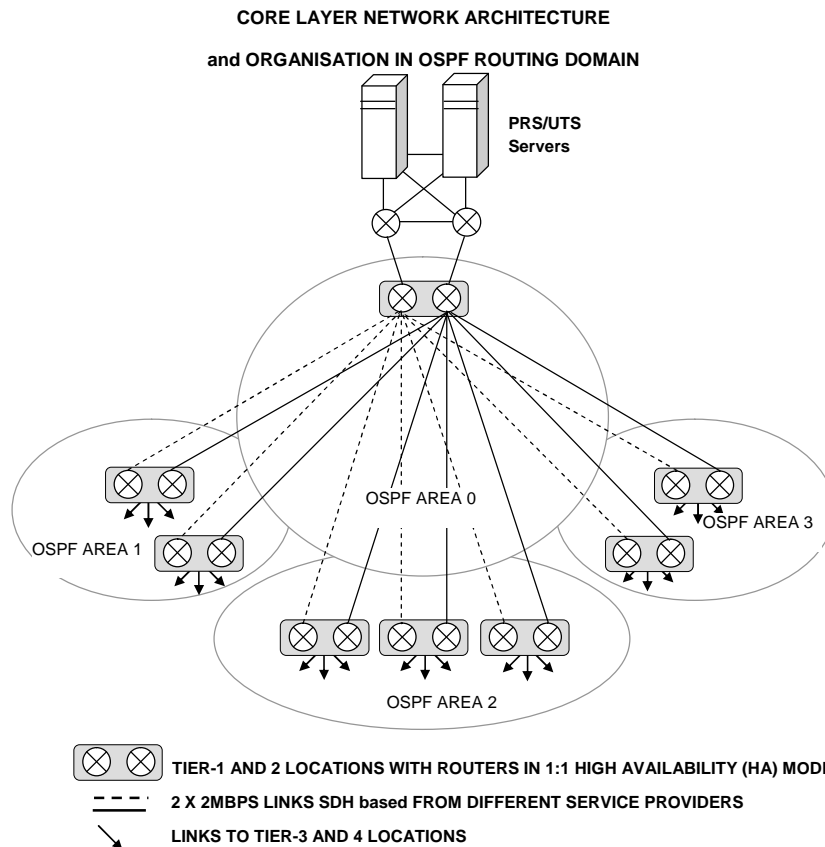 CORE LAYER NETWORK ARCHITECTURE
and ORGANISATION IN OSPF ROUTING DOMAIN
PRS/UTS
Servers
OSPF AREA 0
OSPF AREA 3
OSPF AREA 1
OSPF AREA 2
TIER-1 AND 2 LOCATIONS WITH ROUTERS IN 1:1 HIGH AVAILABILITY (HA) MOD
2 X 2MBPS LINKS SDH based FROM DIFFERENT SERVICE PROVIDERS
LINKS TO TIER-3 AND 4 LOCATIONS